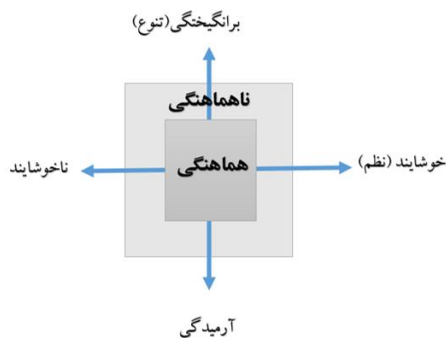 برانگیختگی(تنوع)
ناهماهنگی
خوشایند (نظم)
هماهنگی
ناخوشایند
آرمیدگی